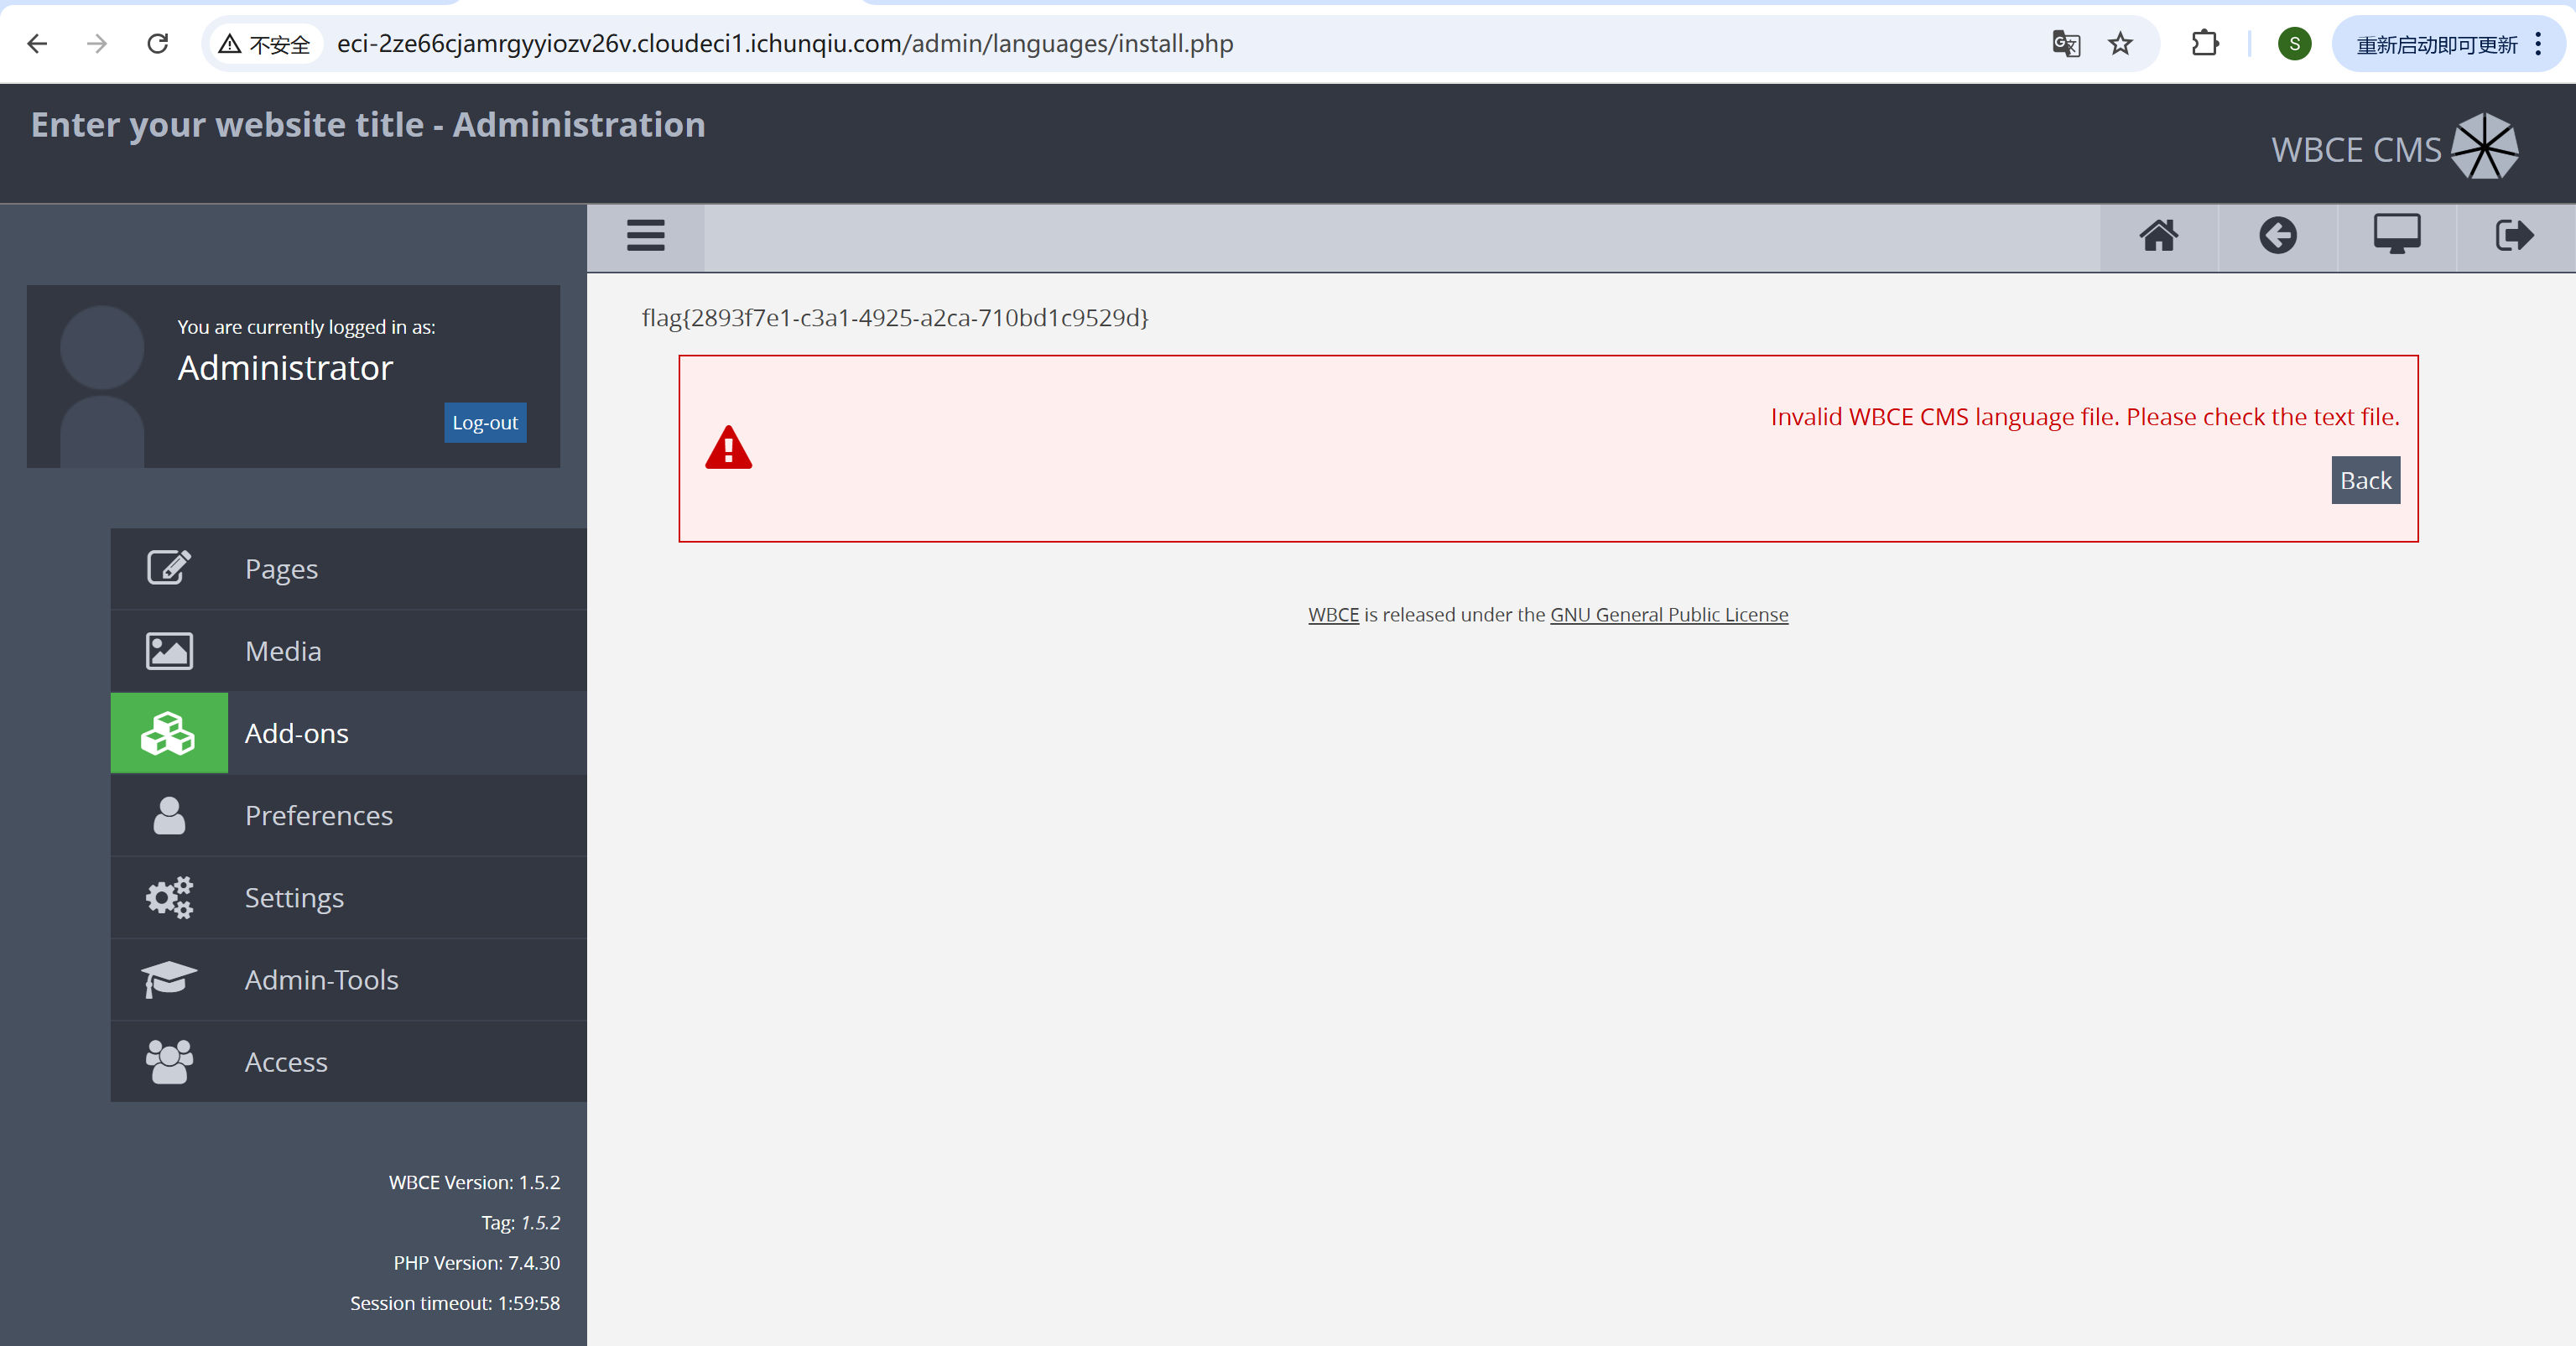 不安全 eci-2ze66cjamrgyyiozv26v.cloudeci1.ichunqiu.com/admin/languages/install.php S 重新启动即可更新
Enter your website title - Administration
WBCE CMS
You are currently logged in as:
Administrator
Log-out
Pages
Media
Add-ons
Preferences
Settings
Admin-Tools
Access
WBCE Version: 1.5.2
Tag: 1.5.2
PHP Version: 7.4.30
Session timeout: 1:59:58
flag{2893f7e1-c3a1-4925-a2ca-710bd1c9529d}
Invalid WBCE CMS language file. Please check the text file.
Back
WBCE is released under the GNU General Public License